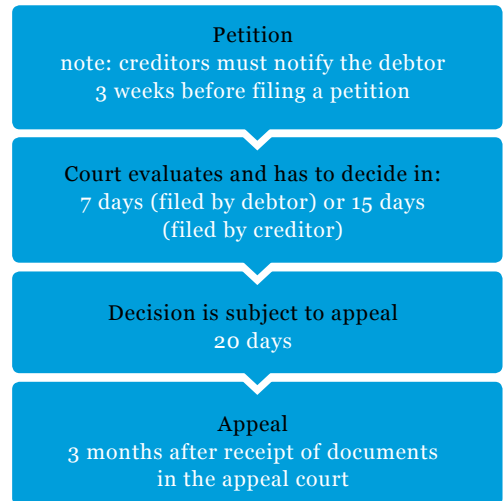 Petition
note: creditors must notify the debtor
3 weeks before filing a petition
Court evaluates and has to decide in:
7 days (filed by debtor) or 15 days
(filed by creditor)
Decision is subject to appeal
20 days
Appeal
3 months after receipt of documents
in the appeal court